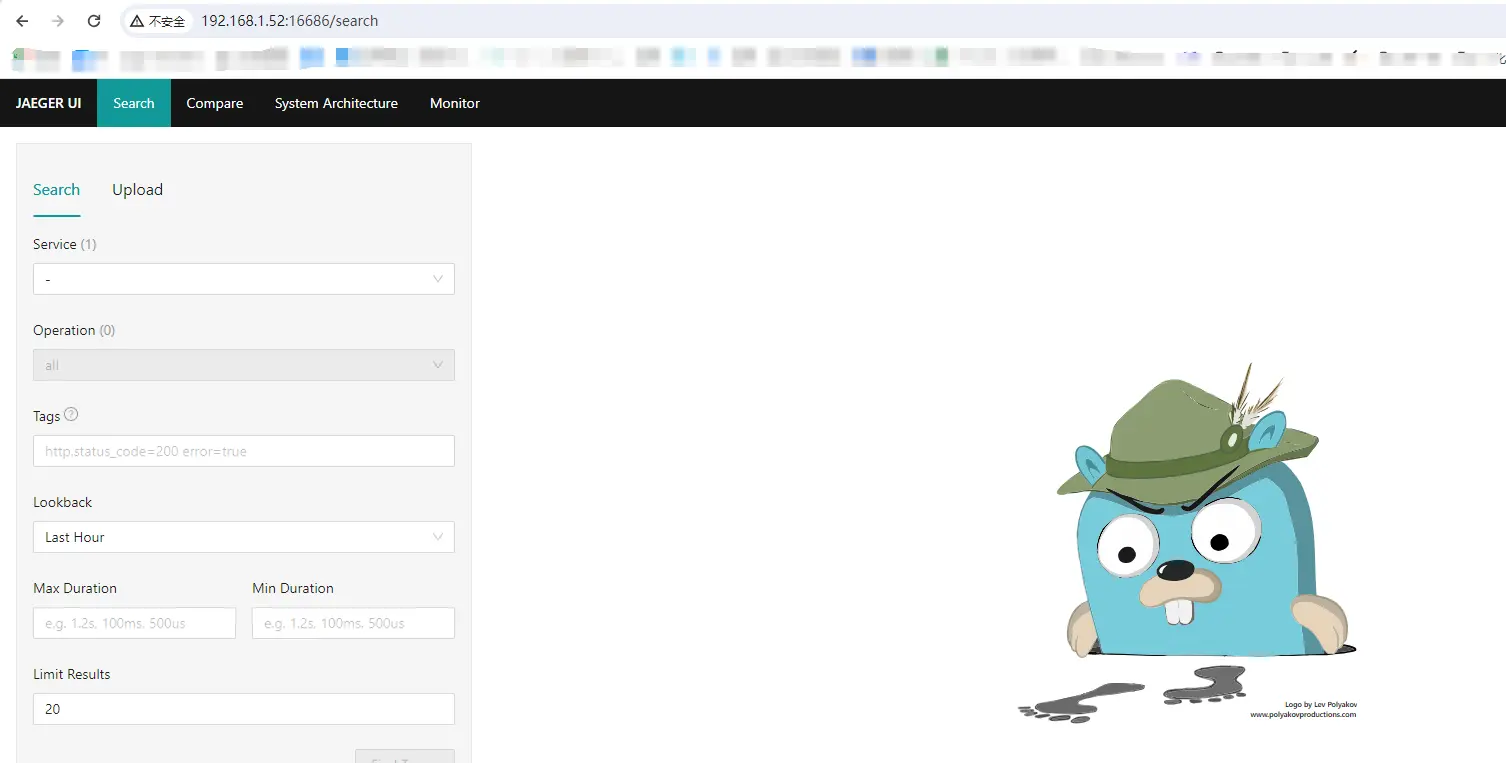 不安全 192.168.1.52:16686/search
JAEGER UI Search Compare System Architecture Monitor
Search Upload
Service (1)
-
Operation (0)
all
Tags
http.status_code=200 error=true
Lookback
Last Hour
Max Duration Min Duration
e.g. 1.2s, 100ms, 500us e.g. 1.2s, 100ms, 500us
Limit Results
20
Logo by Lev Polyakov
www.polyakovproductions.com